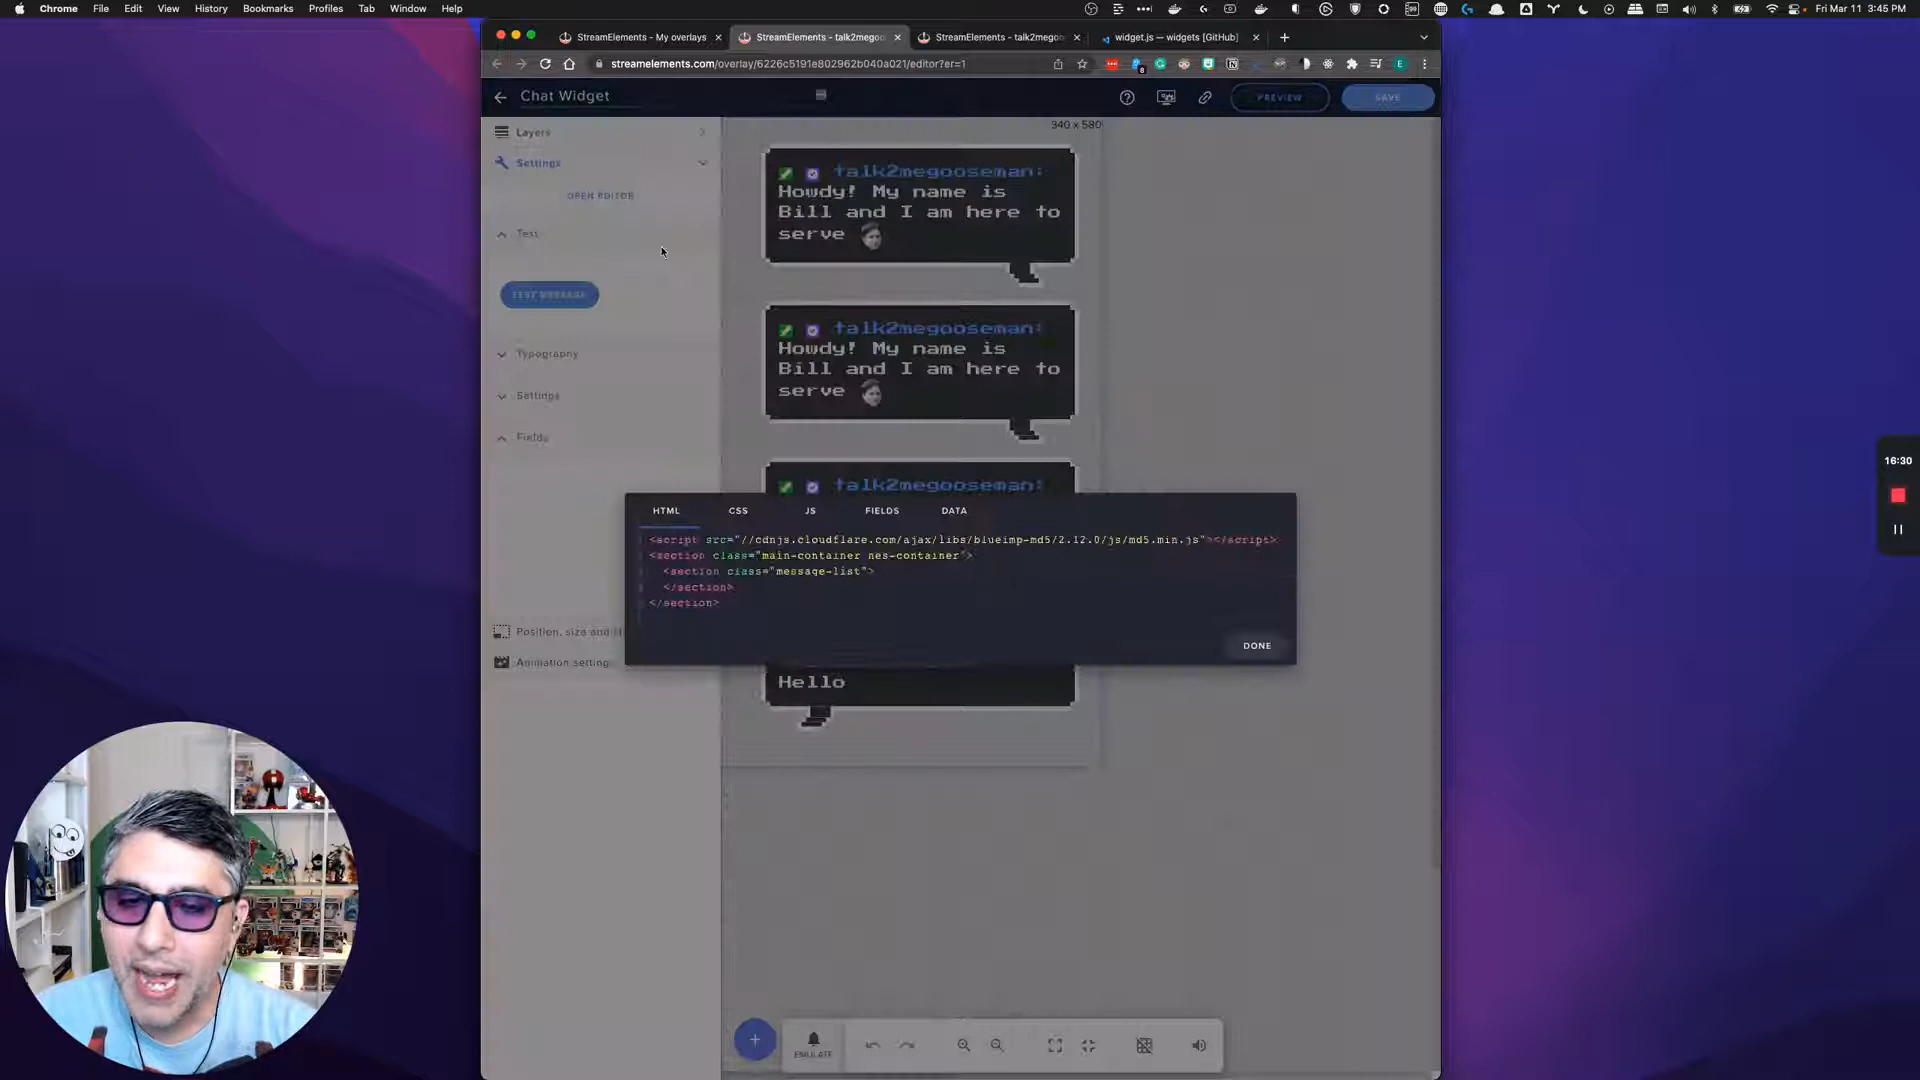 Chrome File Edit View History Bookmarks Profiles Tab Window Help
Fri Mar 11 3:45 PM
StreamElements - My overlays
StreamElements - talk2megoo
StreamElements - talk2megoo
widget.js — widgets [GitHub]
streamelements.com/overlay/6226c5191e802962b040a021/editor?er=1
8
E
Chat Widget
PREVIEW
SAVE
Layers
340 x 580
Settings
OPEN EDITOR
Test
TEST MESSAGE
Typography
Settings
Fields
talk2megooseman:
Howdy! My name is
Bill and I am here to
serve
talk2megooseman:
Howdy! My name is
Bill and I am here to
serve
talk2megooseman:
HTML CSS JS FIELDS DATA
<script src="//cdnjs.cloudflare.com/ajax/libs/blueimp-md5/2.12.0/js/md5.min.js"></script>
<section class="main-container nes-container">
<section class="message-list">
</section>
</section>
DONE
Position, size and
Animation setting
Hello
16:30
EMULATE